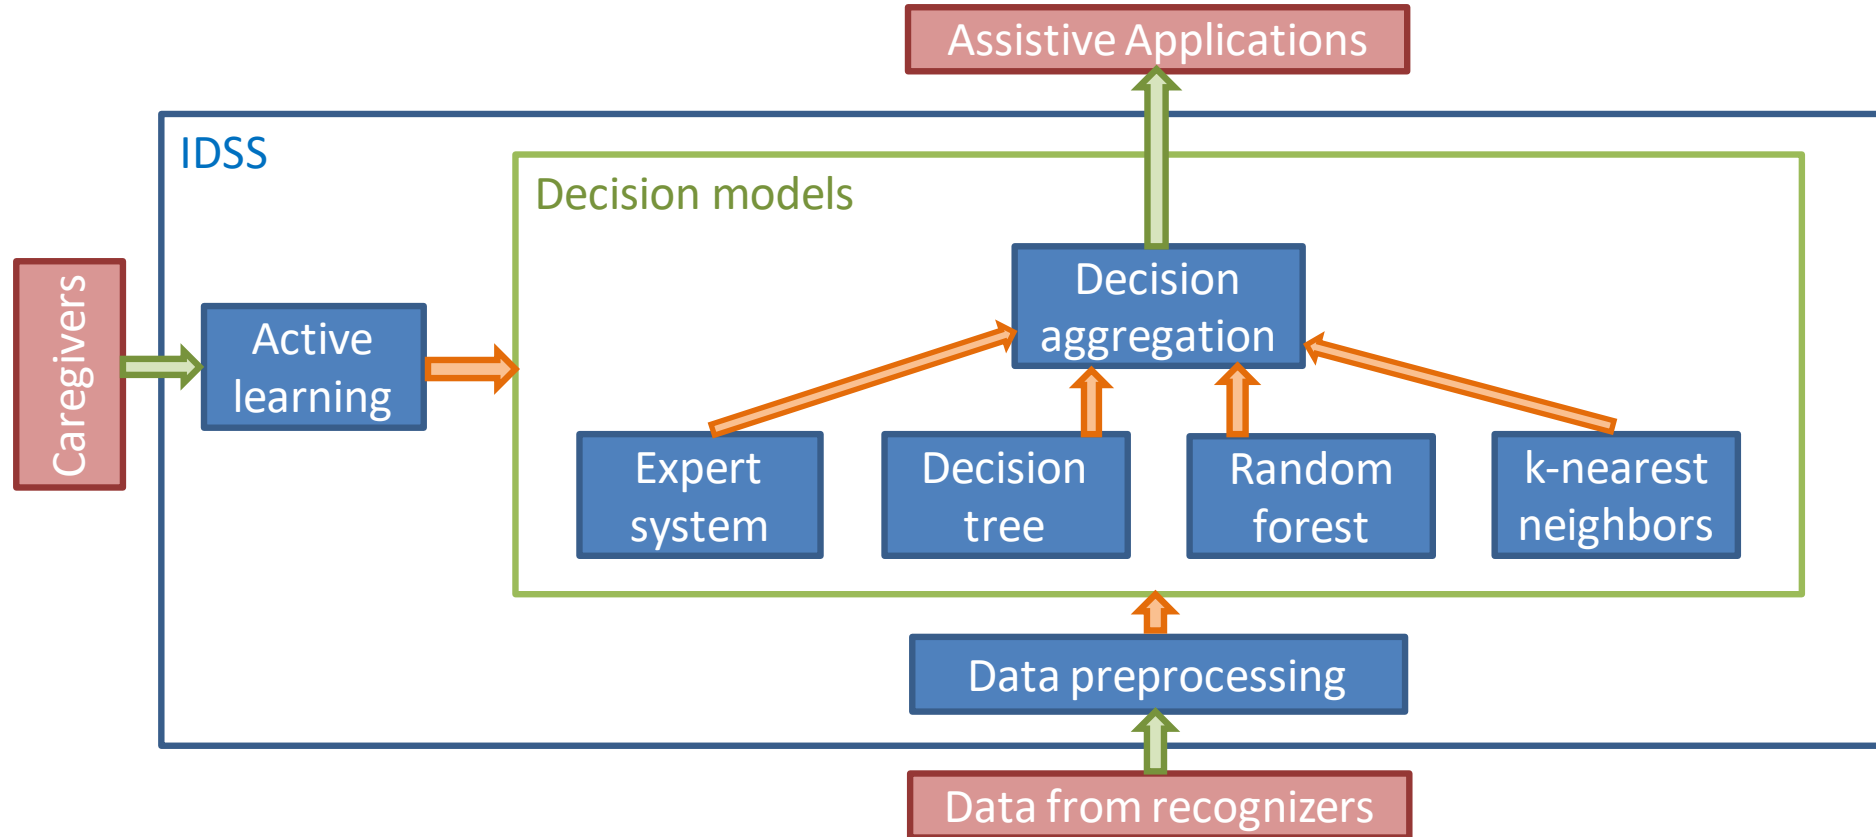 Assistive Applications
IDSS
Decision models
Caregivers
Active
learning
Decision
aggregation
Expert
system
Decision
tree
Random
forest
k-nearest
neighbors
Data preprocessing
Data from recognizers